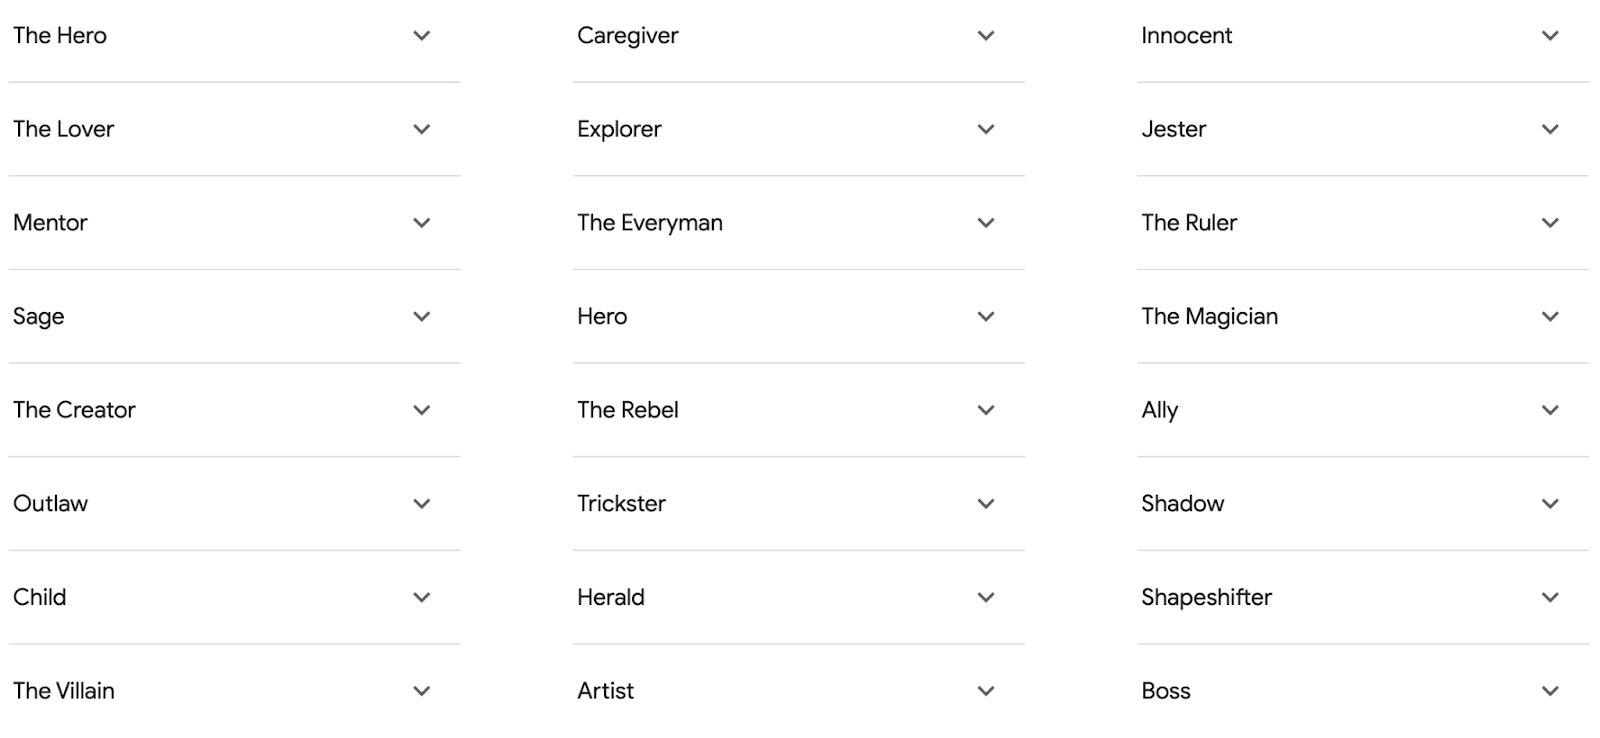 The Hero
Caregiver
Innocent
The Lover
Explorer
Jester
Mentor
The Everyman
The Ruler
Sage
Hero
The Magician
The Creator
The Rebel
Ally
Outlaw
Trickster
Shadow
Child
Herald
Shapeshifter
The Villain
Artist
Boss